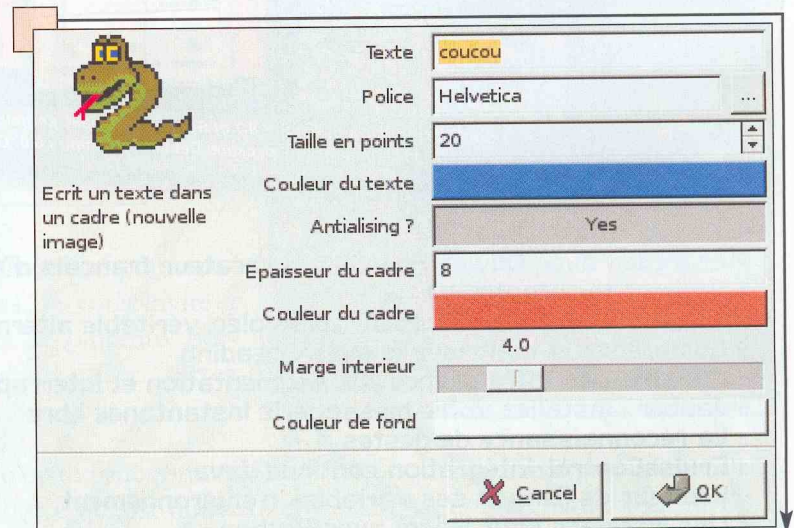 Texte coucou
Police Helvetica ...
Taille en points 20
Couleur du texte
Ecrit un texte dans
un cadre (nouvelle
image)
Antialising ? Yes
Epaisseur du cadre 8
Couleur du cadre
4.0
Marge interieur
Couleur de fond
Cancel
OK